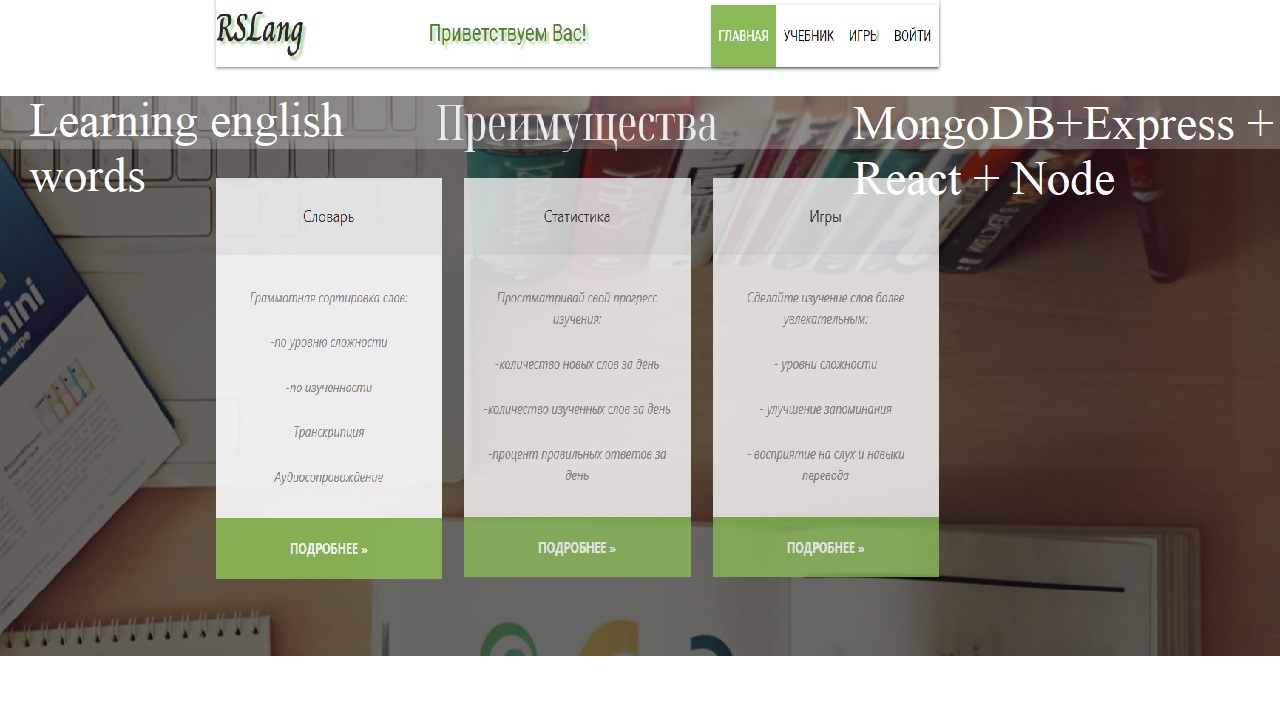 RSLang
Приветствуем Вас!
ГЛАВНАЯ УЧЕБНИК ИГРЫ ВОЙТИ
Learning english
words
Преимущества
MongoDB+Express +
React + Node
Словарь
Граммотная сортировка слов:
-по уровню сложности
-по изученности
Транскрипция
Аудиосопровождение
ПОДРОБНЕЕ »
Статистика
Простматривай свой прогресс
изучения:
-количество новых слов за день
-количество изученных слов за день
-процент правильных ответов за
день
ПОДРОБНЕЕ »
Игры
Сделайте изучение слов более
увлекательным:
- уровни сложности
- улучшение запоминания
- восприятие на слух и навыки
перевода
ПОДРОБНЕЕ »